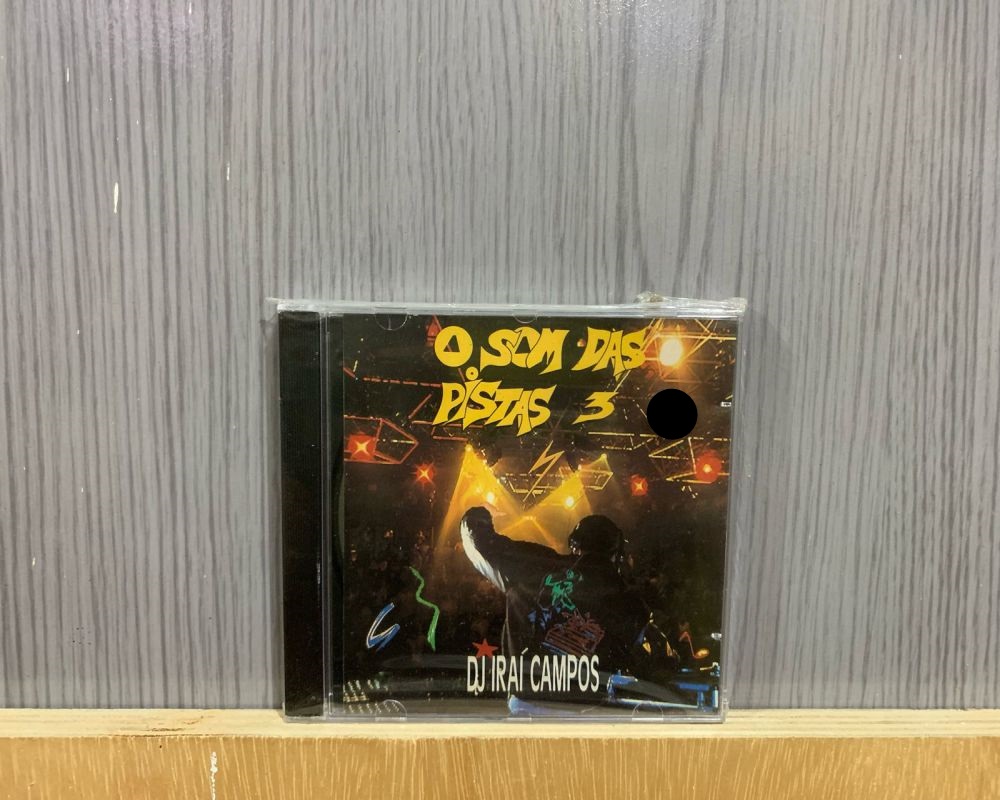 O SOM DAS
PISTAS 3
DJ IRAÍ CAMPOS